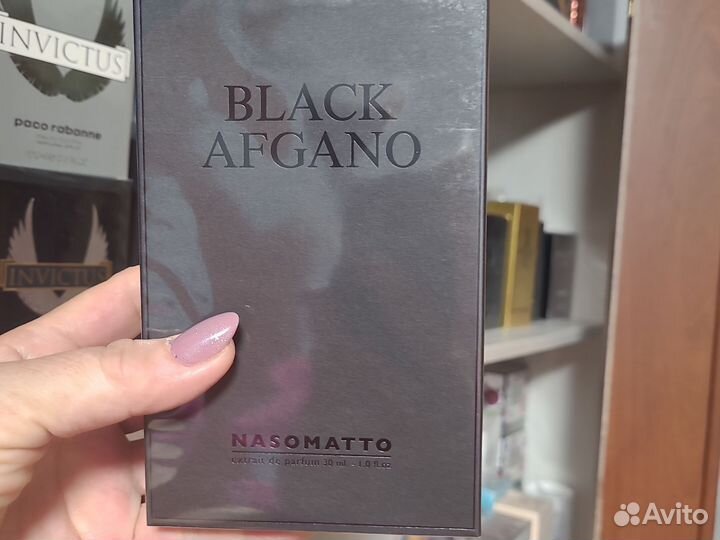 INVICTUS
paco rabanne
INVICTUS
BLACK
AFGANO
NASOMATTO
extrait de parfum 30 ml - 1.0 fl.oz
Avito